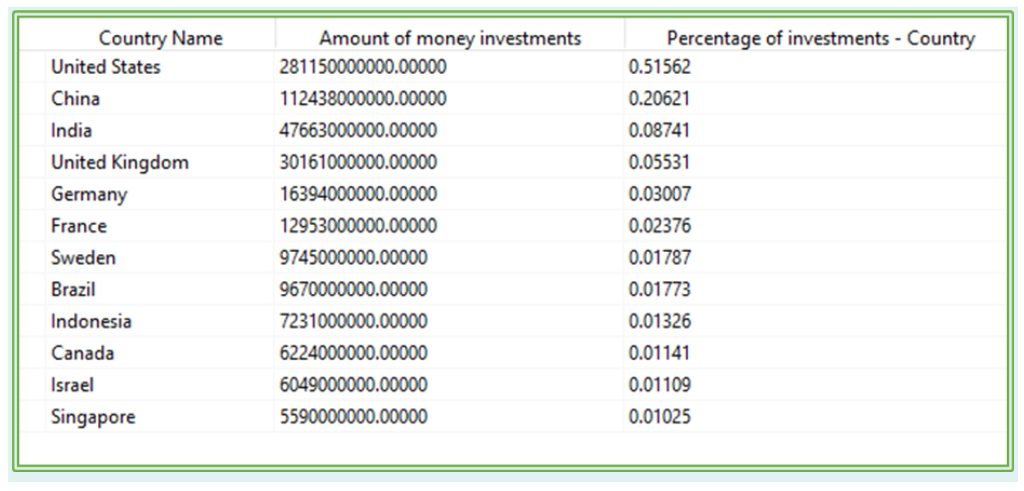 Country Name Amount of money investments Percentage of investments - Country
United States 281150000000.00000 0.51562
China 112438000000.00000 0.20621
India 47663000000.00000 0.08741
United Kingdom 30161000000.00000 0.05531
Germany 16394000000.00000 0.03007
France 12953000000.00000 0.02376
Sweden 9745000000.00000 0.01787
Brazil 9670000000.00000 0.01773
Indonesia 7231000000.00000 0.01326
Canada 6224000000.00000 0.01141
Israel 6049000000.00000 0.01109
Singapore 5590000000.00000 0.01025